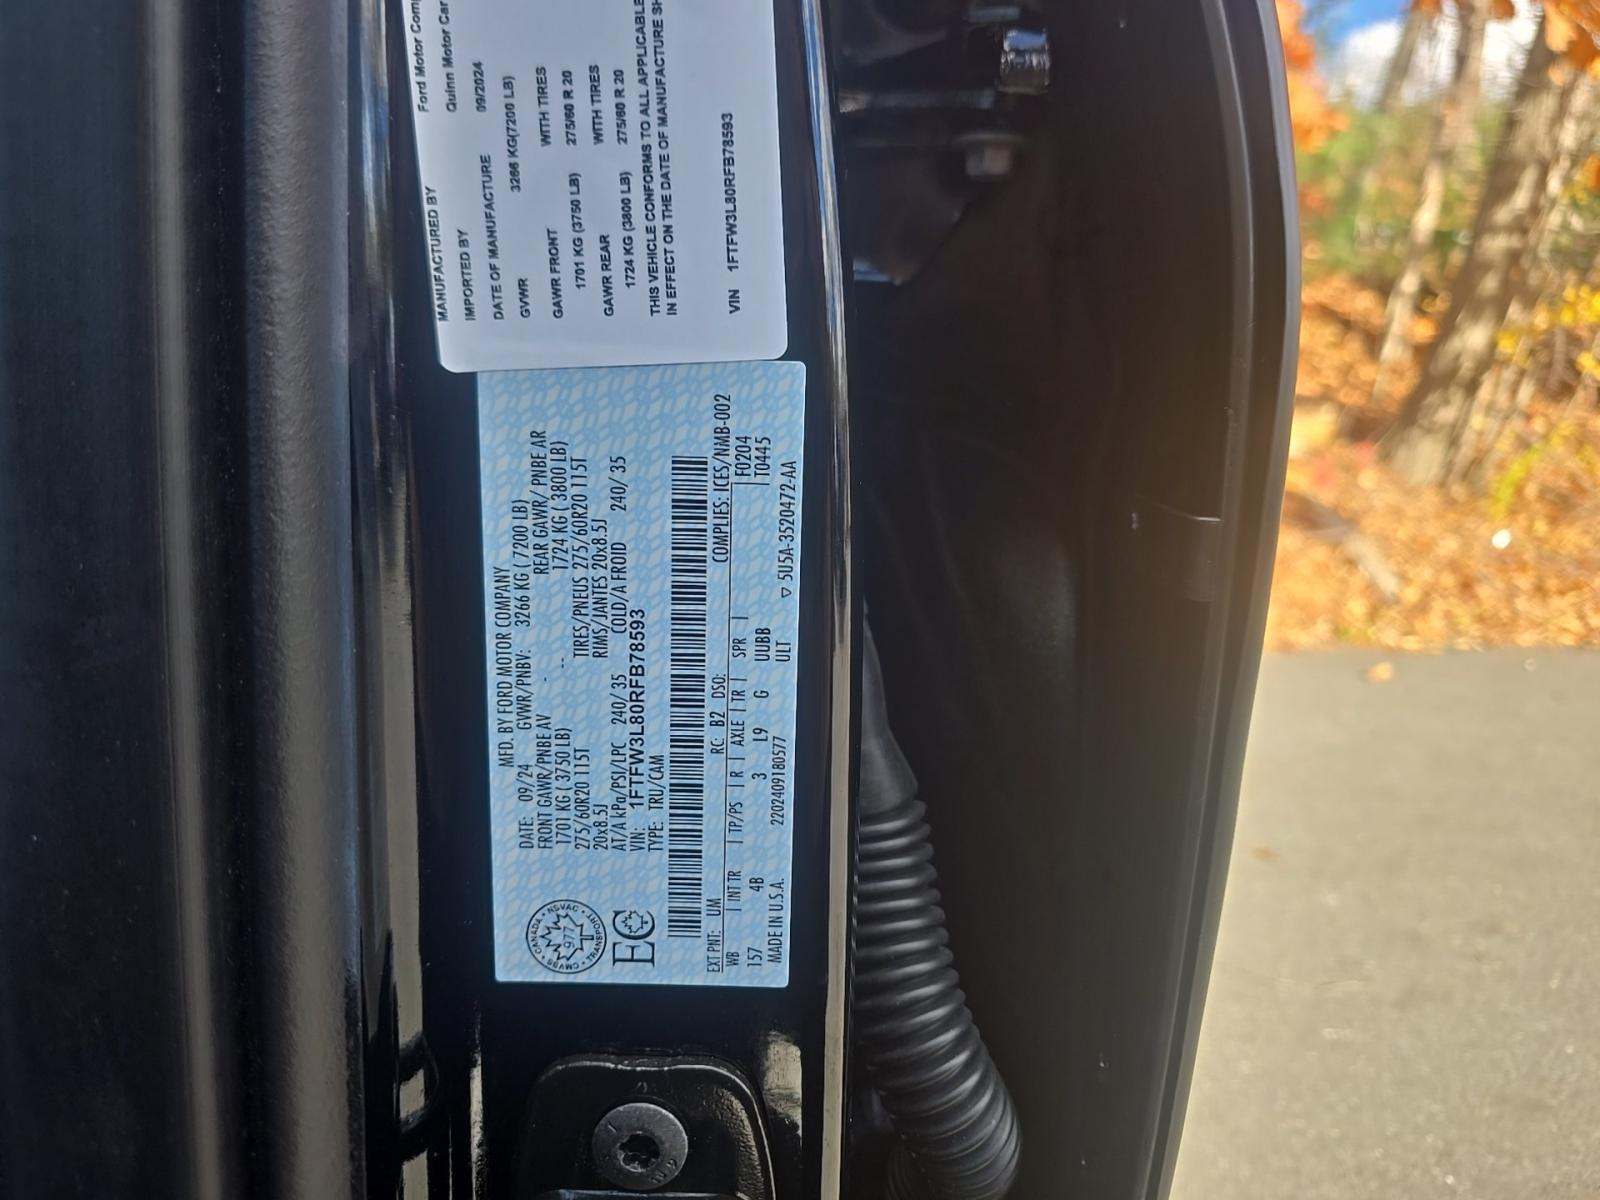 MANUFACTURED BY Ford Motor Com
IMPORTED BY Quinn Motor Car
DATE OF MANUFACTURE 09/2024
GVWR 3266 KG(7200 LB)
GAWR FRONT WITH TIRES
1701 KG (3750 LB) 275/60 R 20
GAWR REAR WITH TIRES
1724 KG (3800 LB) 275/60 R 20
THIS VEHICLE CONFORMS TO ALL APPLICABLE
IN EFFECT ON THE DATE OF MANUFACTURE SH
VIN 1FTFW3L80RFB78593
MFD. BY FORD MOTOR COMPANY
DATE: 09/24 GVWR/PNBV: 3266 KG ( 7200 LB)
FRONT GAWR/PNBE AV - -- REAR GAWR/ PNBE AR
1701 KG ( 3750 LB) 1724 KG ( 3800 LB)
275/60R20 115T TIRES/PNEUS 275/60R20 115T
20x8.5J RIMS/JANTES 20x8.5J
AT/A kPa/PSI/LPC 240/ 35 COLD/A FROID 240/ 35
VIN: 1FTFW3L80RFB78593
TYPE: TRU/CAM
CANADA • NSVAC •
CMVSS • TRANSPORT
977
EC
EXT PNT: UM RC: B2 DSO: COMPLIES: ICES/NMB-002
WB | INT TR | TP/PS | R | AXLE | TR | SPR | F0204
157 4B 3 L9 G UUBB T0445
MADE IN U.S.A. 2202409180577 ULT ▽ 5U5A-3520472-AA